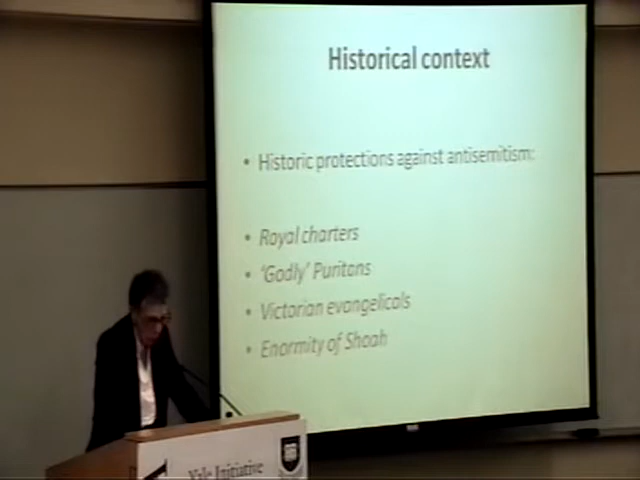 Historical context
• Historic protections against antisemitism:
• Royal charters
• 'Godly' Puritans
• Victorian evangelicals
• Enormity of Shoah
Yale Initiative